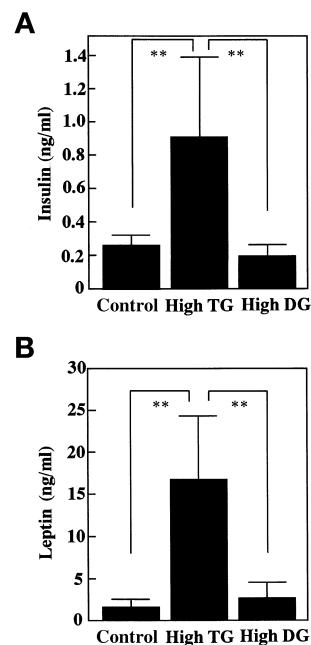 A
Insulin (ng/ml)
1.4
1.2
1.0
0.8
0.6
0.4
0.2
0
** **
Control High TG High DG
B
Leptin (ng/ml)
30
25
20
15
10
5
0
** **
Control High TG High DG